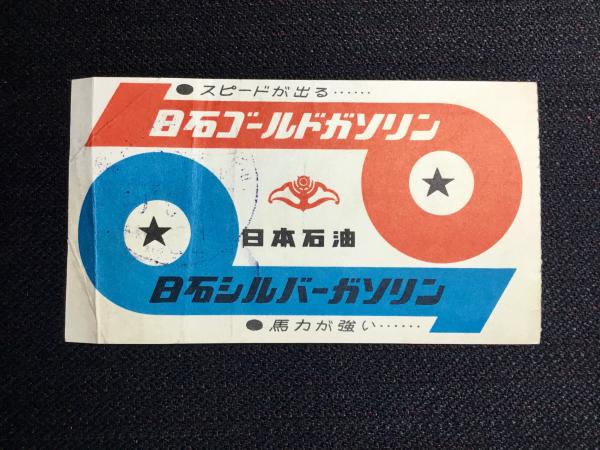 ●スピードが出る……
日石ゴールドガソリン
日本石油
日石シルバーガソリン
●馬力が強い……